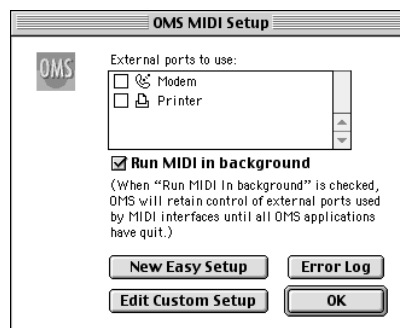 OMS MIDI Setup
OMS
External ports to use:
Modem
Printer
Run MIDI in background
(When “Run MIDI In background” is checked,
OMS will retain control of external ports used
by MIDI interfaces until all OMS applications
have quit.)
New Easy Setup
Error Log
Edit Custom Setup
OK